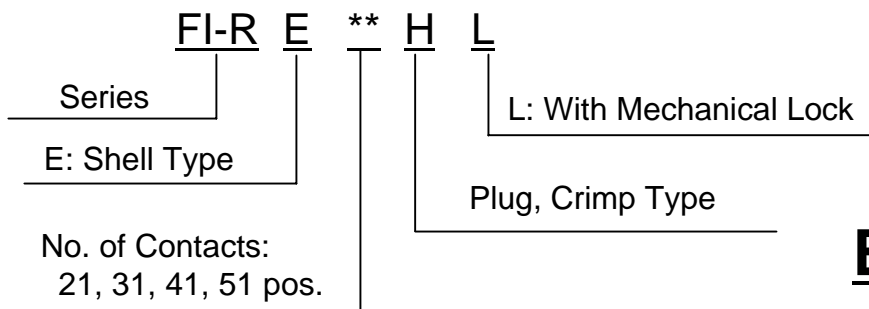 FI-R E ** H L
Series
L: With Mechanical Lock
E: Shell Type
Plug, Crimp Type
No. of Contacts:
21, 31, 41, 51 pos.